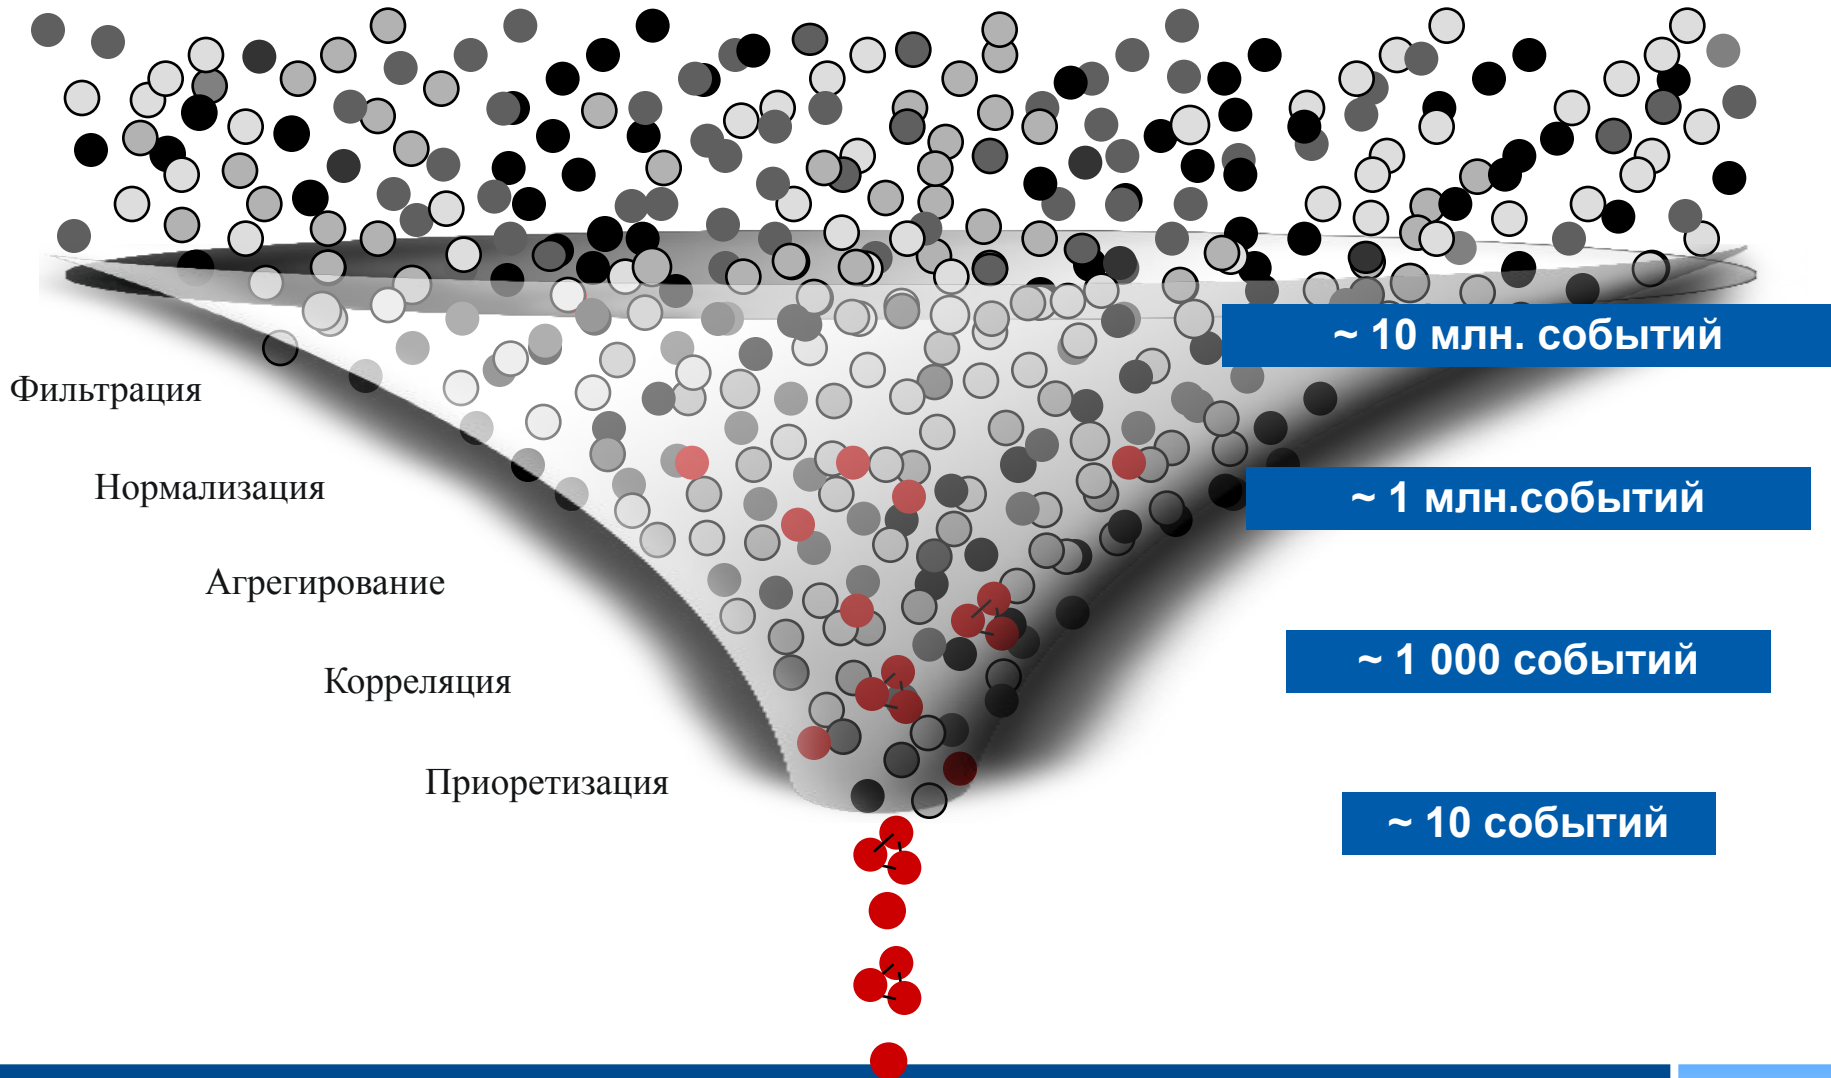 ~ 10 млн. событий
Фильтрация
Нормализация
~ 1 млн.событий
Агрегирование
Корреляция
~ 1 000 событий
Приоретизация
~ 10 событий